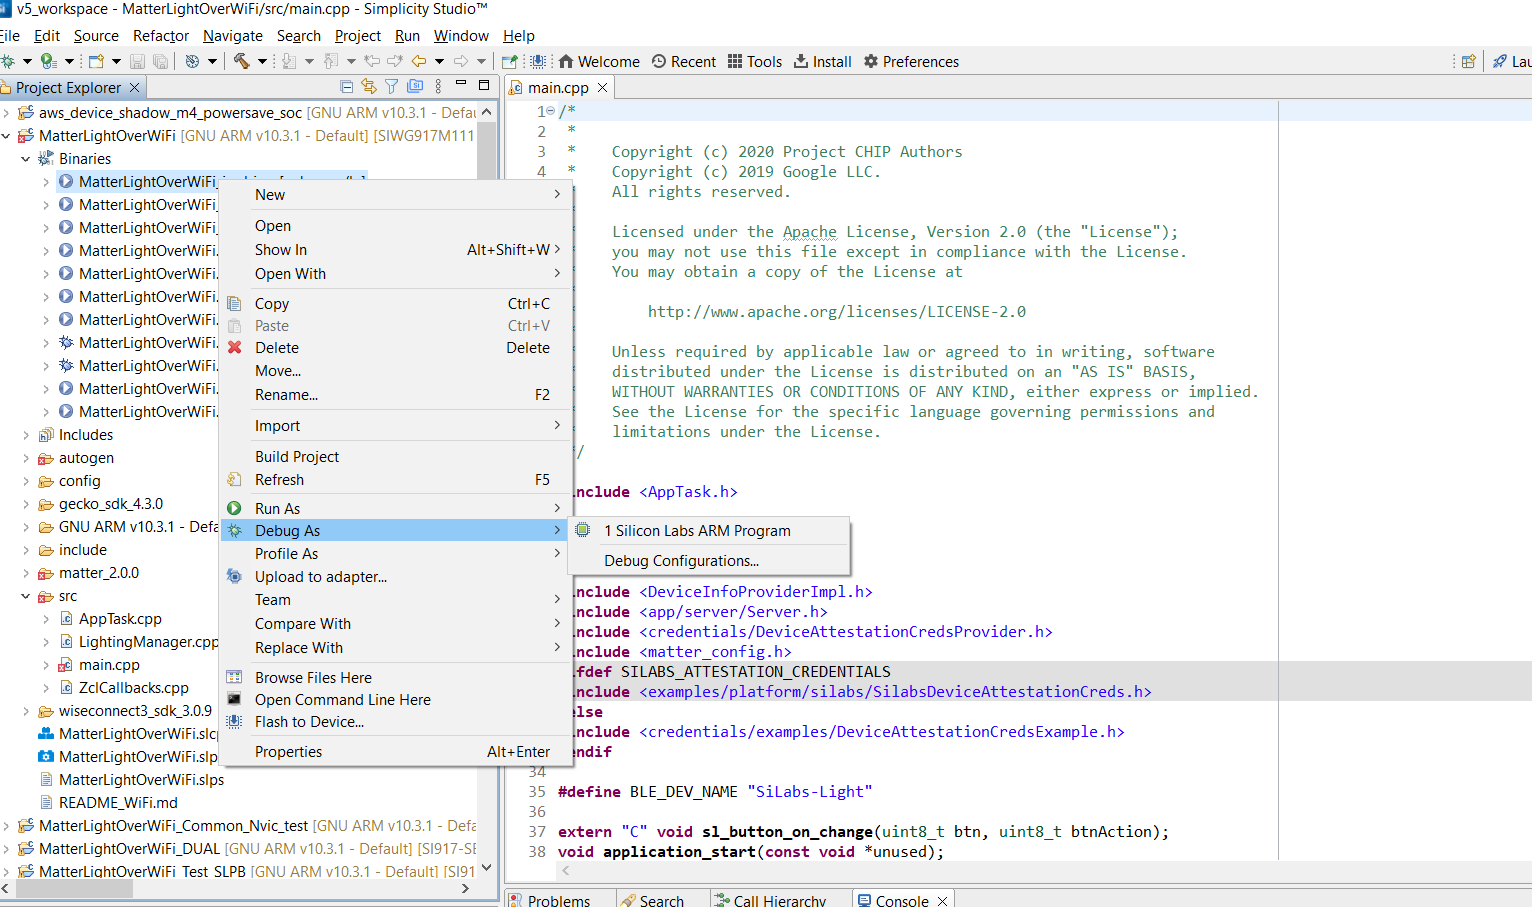 v5_workspace - MatterLightOverWiFi/src/main.cpp - Simplicity Studio™
File Edit Source Refactor Navigate Search Project Run Window Help
Welcome Recent Tools Install Preferences Lau
Project Explorer
aws_device_shadow_m4_powersave_soc [GNU ARM v10.3.1 - Defau
MatterLightOverWiFi [GNU ARM v10.3.1 - Default] [SIWG917M111
Binaries
MatterLightOverWiFi_
MatterLightOverWiFi_
MatterLightOverWiFi_
MatterLightOverWiFi.
MatterLightOverWiFi.
MatterLightOverWiFi.
MatterLightOverWiFi.
MatterLightOverWiFi.
MatterLightOverWiFi.
MatterLightOverWiFi.
MatterLightOverWiFi.
Includes
autogen
config
gecko_sdk_4.3.0
GNU ARM v10.3.1 - Defa
include
matter_2.0.0
src
AppTask.cpp
LightingManager.cpp
main.cpp
ZclCallbacks.cpp
wiseconnect3_sdk_3.0.9
MatterLightOverWiFi.slc
MatterLightOverWiFi.slp
MatterLightOverWiFi.slps
README_WiFi.md
MatterLightOverWiFi_Common_Nvic_test [GNU ARM v10.3.1 - Defa
MatterLightOverWiFi_DUAL [GNU ARM v10.3.1 - Default] [SI917-SB
MatterLightOverWiFi_Test_SLPB [GNU ARM v10.3.1 - Default] [SI91
New
Open
Show In Alt+Shift+W
Open With
Copy Ctrl+C
Paste Ctrl+V
Delete Delete
Move...
Rename... F2
Import
Build Project
Refresh F5
Run As
Debug As
Profile As
Upload to adapter...
Team
Compare With
Replace With
Browse Files Here
Open Command Line Here
Flash to Device...
Properties Alt+Enter
1 Silicon Labs ARM Program
Debug Configurations...
main.cpp
1 /*
2 *
3 * Copyright (c) 2020 Project CHIP Authors
4 * Copyright (c) 2019 Google LLC.
All rights reserved.
Licensed under the Apache License, Version 2.0 (the "License");
you may not use this file except in compliance with the License.
You may obtain a copy of the License at
http://www.apache.org/licenses/LICENSE-2.0
Unless required by applicable law or agreed to in writing, software
distributed under the License is distributed on an "AS IS" BASIS,
WITHOUT WARRANTIES OR CONDITIONS OF ANY KIND, either express or implied.
See the License for the specific language governing permissions and
limitations under the License.
/
nclude <AppTask.h>
nclude <DeviceInfoProviderImpl.h>
nclude <app/server/Server.h>
nclude <credentials/DeviceAttestationCredsProvider.h>
nclude <matter_config.h>
fdef SILABS_ATTESTATION_CREDENTIALS
nclude <examples/platform/silabs/SilabsDeviceAttestationCreds.h>
else
nclude <credentials/examples/DeviceAttestationCredsExample.h>
endif
34
35 #define BLE_DEV_NAME "SiLabs-Light"
36
37 extern "C" void sl_button_on_change(uint8_t btn, uint8_t btnAction);
38 void application_start(const void *unused);
Problems Search Call Hierarchy Console